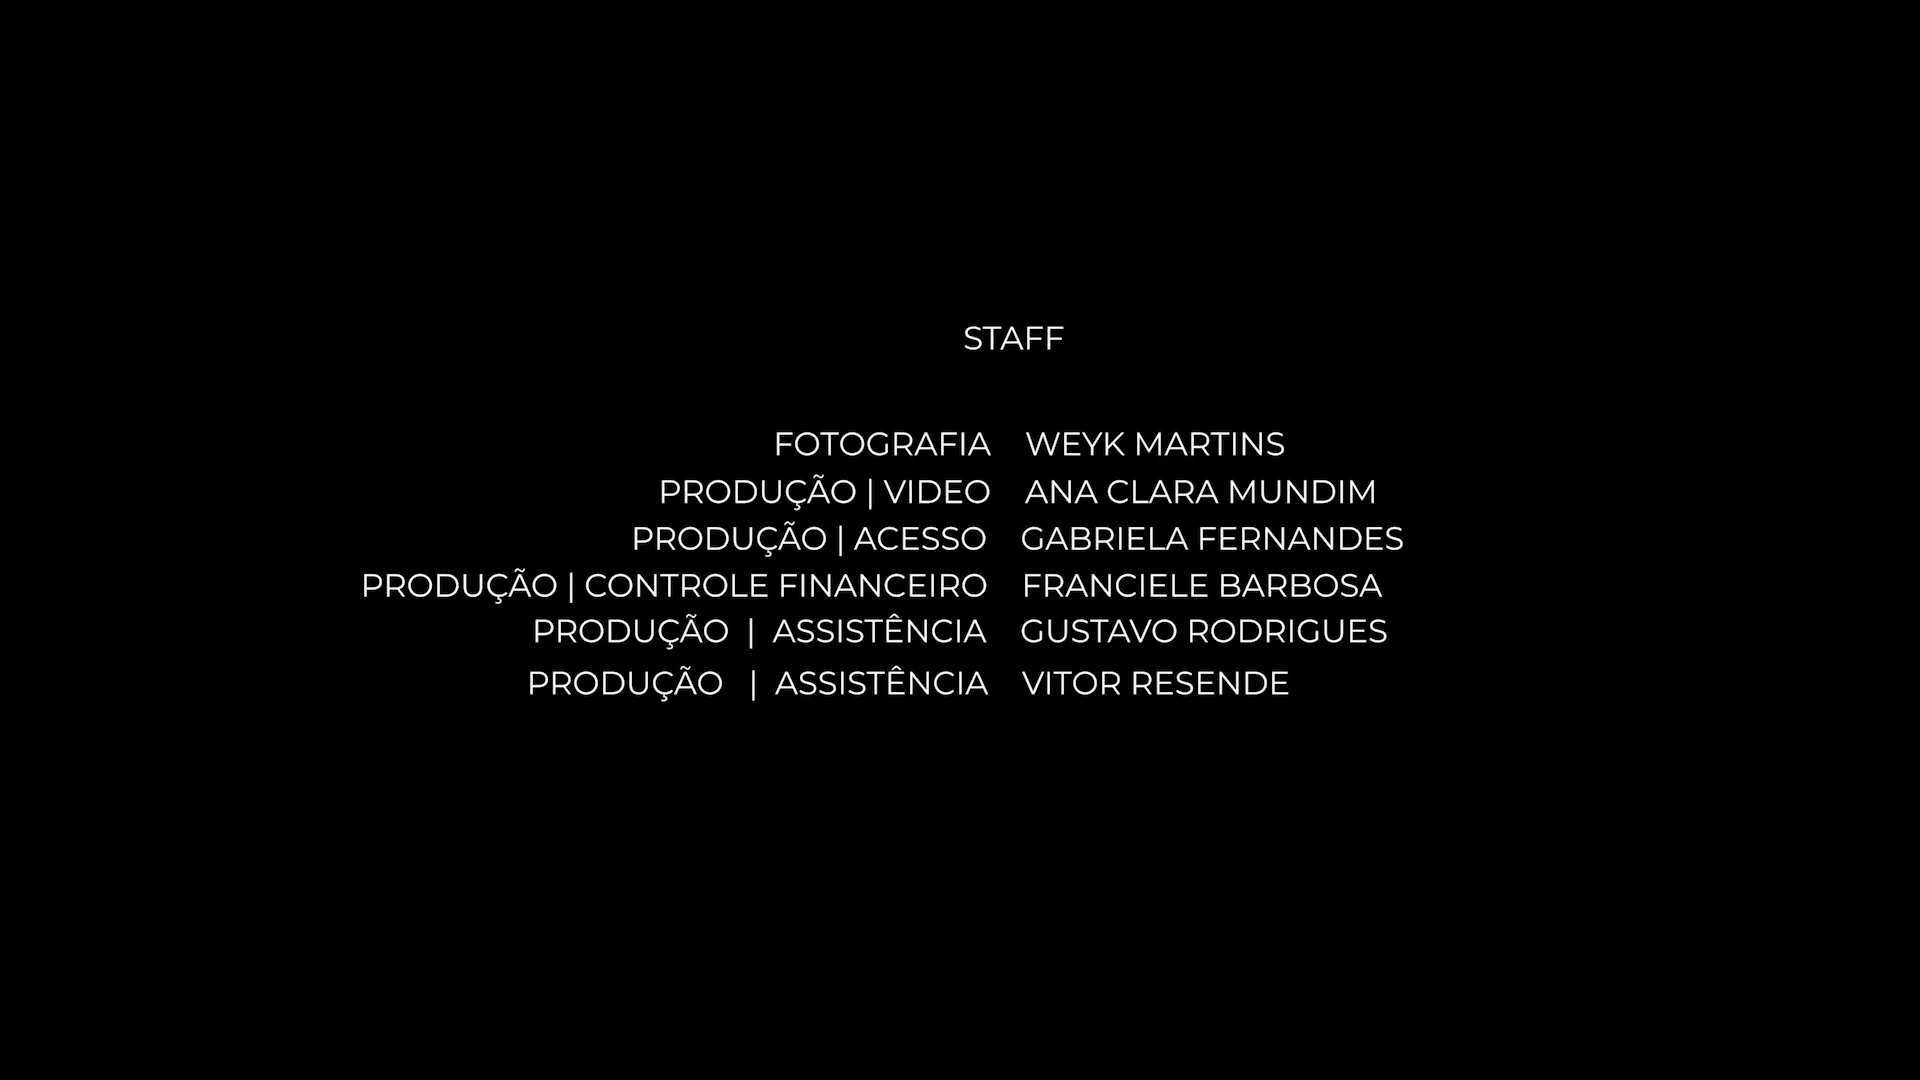 STAFF
FOTOGRAFIA WEYK MARTINS
PRODUÇÃO | VIDEO ANA CLARA MUNDIM
PRODUÇÃO | ACESSO GABRIELA FERNANDES
PRODUÇÃO | CONTROLE FINANCEIRO FRANCIELE BARBOSA
PRODUÇÃO | ASSISTÊNCIA GUSTAVO RODRIGUES
PRODUÇÃO | ASSISTÊNCIA VITOR RESENDE